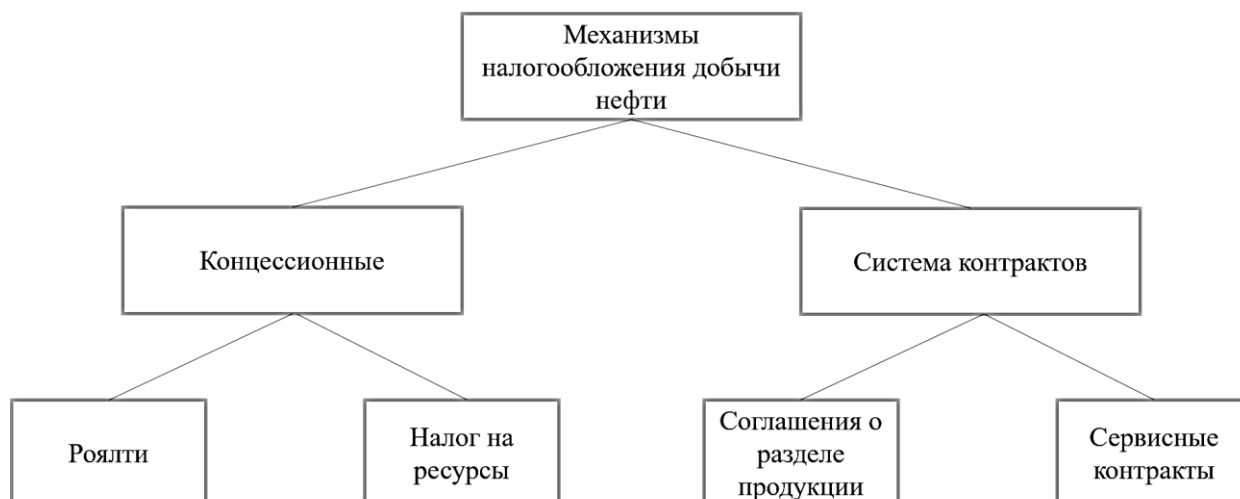 Механизмы
налогообложения добычи
нефти
Концессионные
Система контрактов
Роялти
Налог на
ресурсы
Соглашения о
разделе
продукции
Сервисные
контракты